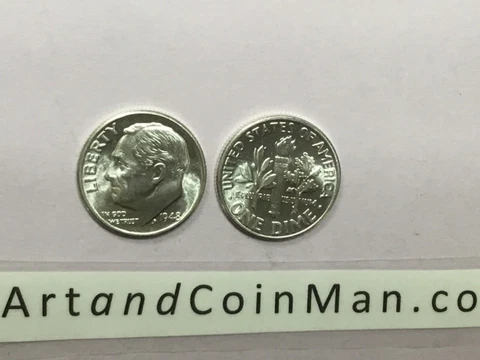 LIBERTY
IN GOD
WE TRUST
1948
UNITED STATES OF AMERICA
ONE DIME
ArtandCoinMan.co